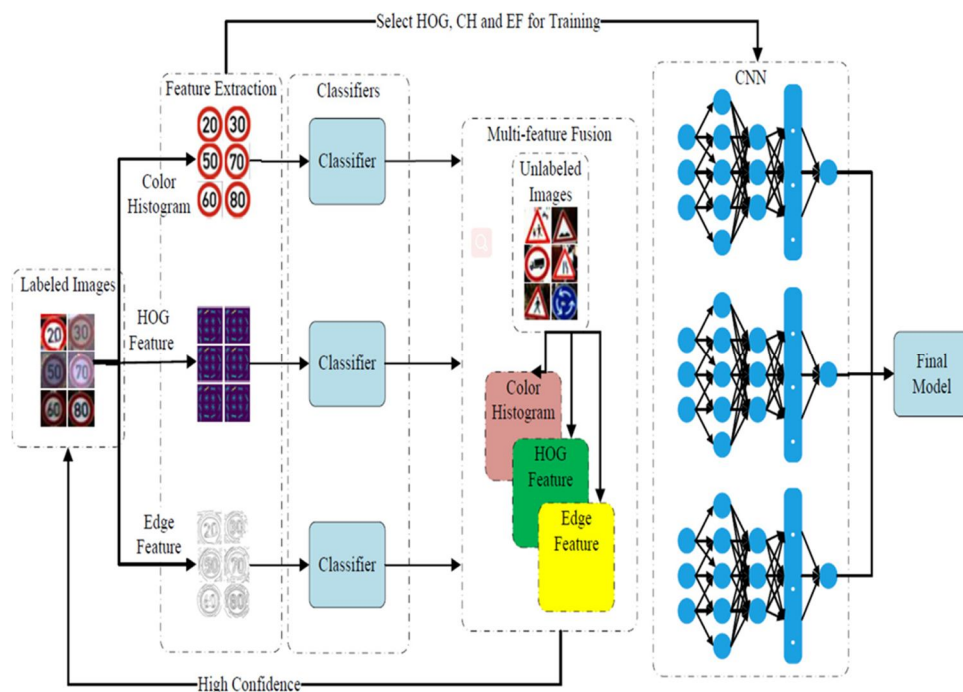 Select HOG, CH and EF for Training
Feature Extraction
Classifiers
CNN
20 30
50 70
60 80
Color
Histogram
Classifier
Multi-feature Fusion
Unlabeled
Images
Q
Labeled Images
20 30
50 70
60 80
HOG
Feature
Classifier
Color
Histogram
HOG
Feature
Edge
Feature
Final
Model
Edge
Feature
20
80
Classifier
High Confidence